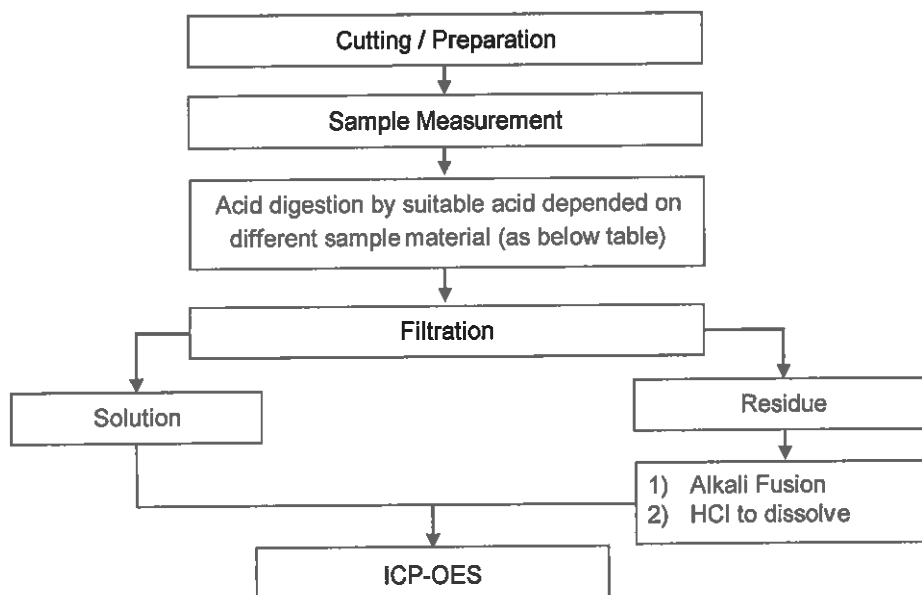 Cutting / Preparation
Sample Measurement
Acid digestion by suitable acid depended on
different sample material (as below table)
Filtration
Solution
Residue
1) Alkali Fusion
2) HCl to dissolve
ICP-OES